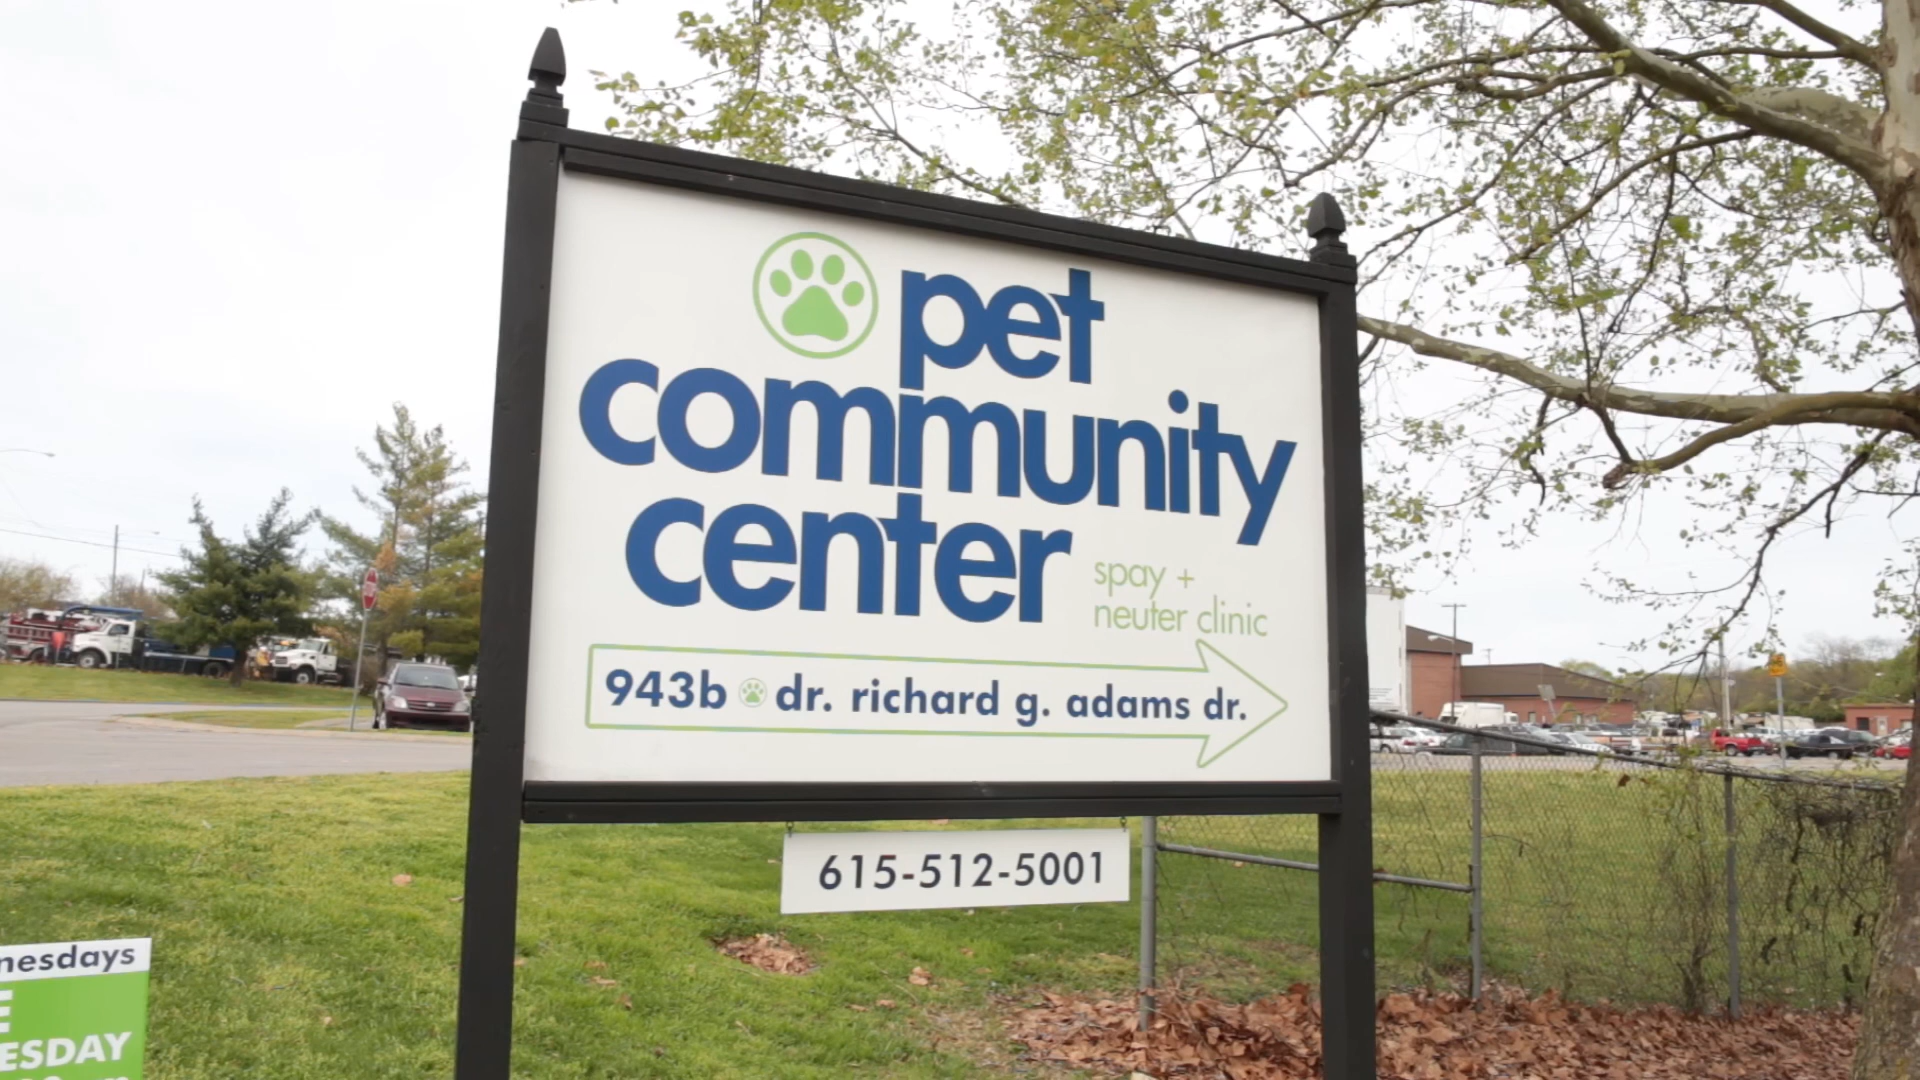 pet
community
center
spay +
neuter clinic
943b dr. richard g. adams dr.
615-512-5001
nesdays
E
ESDAY